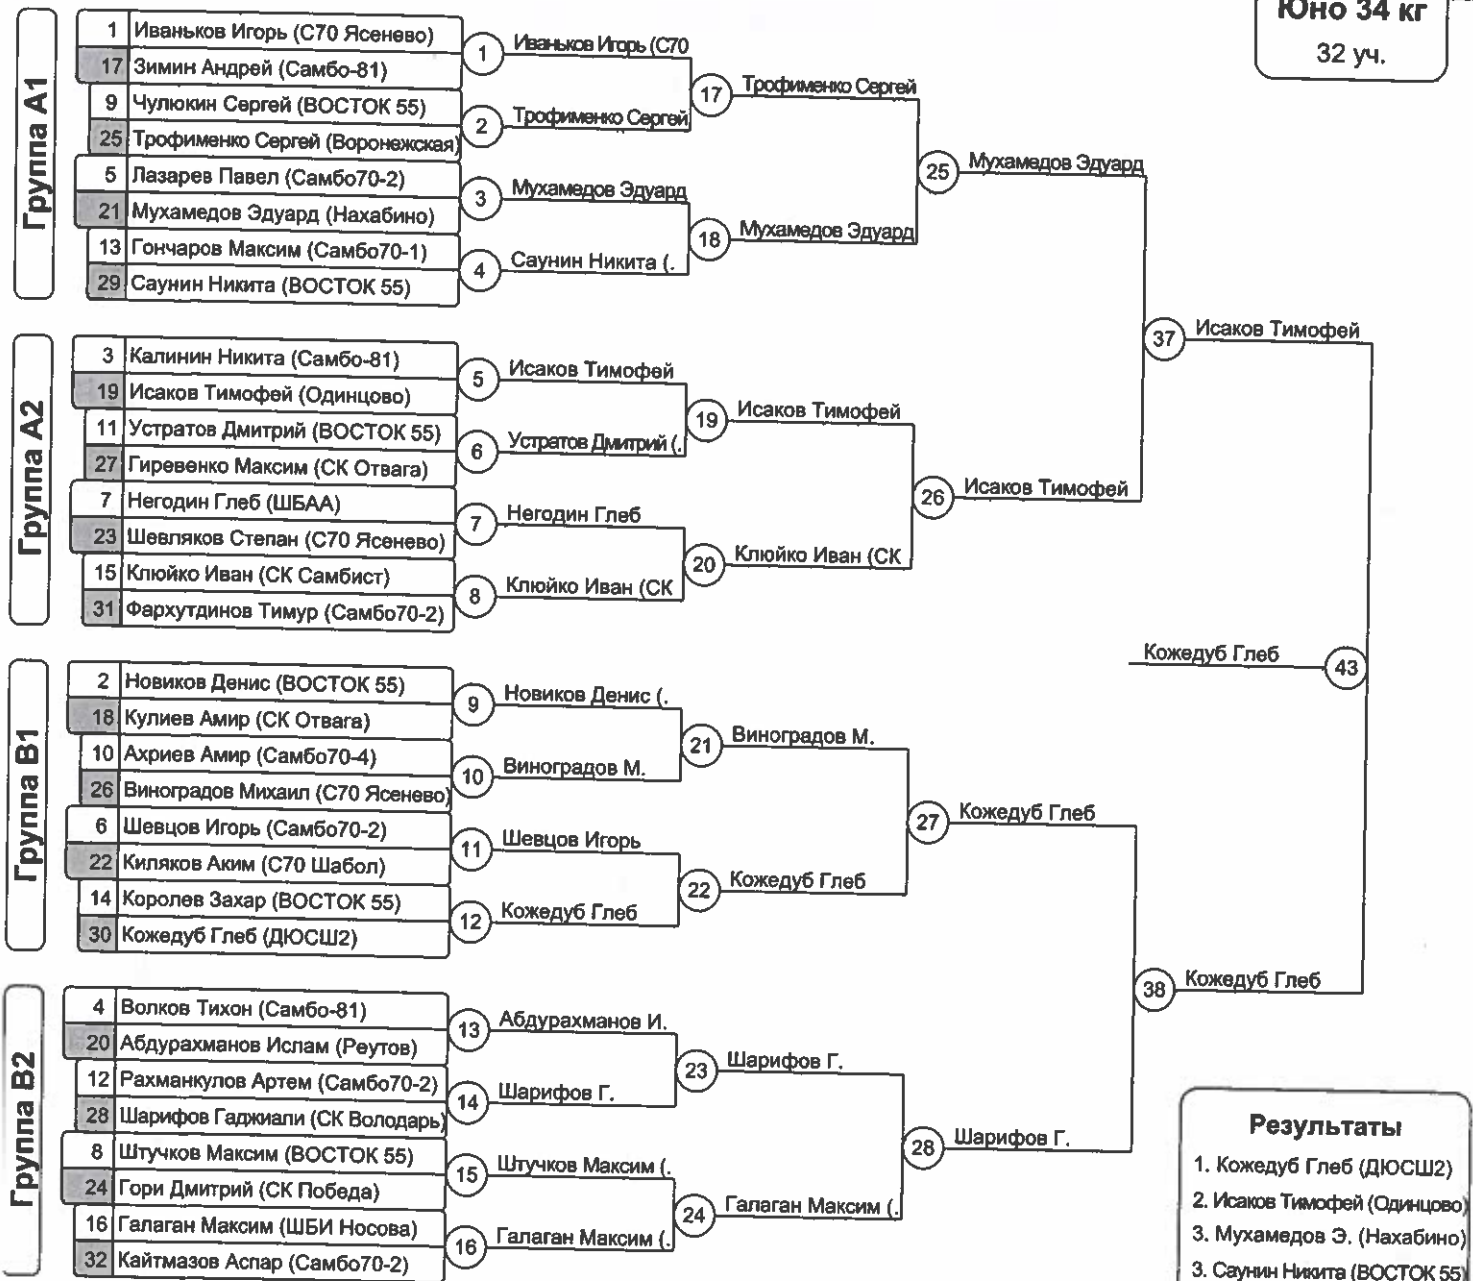 Юно 34 кг
32 уч.
Группа А1
1 Иваньков Игорь (С70 Ясенево)
17 Зимин Андрей (Самбо-81)
9 Чулюкин Сергей (ВОСТОК 55)
25 Трофименко Сергей (Воронежская)
5 Лазарев Павел (Самбо70-2)
21 Мухамедов Эдуард (Нахабино)
13 Гончаров Максим (Самбо70-1)
29 Саунин Никита (ВОСТОК 55)
1 Иваньков Игорь (С70
2 Трофименко Сергей
3 Мухамедов Эдуард
4 Саунин Никита (.
17 Трофименко Сергей
18 Мухамедов Эдуард
25 Мухамедов Эдуард
Группа А2
3 Калинин Никита (Самбо-81)
19 Исаков Тимофей (Одинцово)
11 Устратов Дмитрий (ВОСТОК 55)
27 Гиревенко Максим (СК Отвага)
7 Негодин Глеб (ШБАА)
23 Шевляков Степан (С70 Ясенево)
15 Клюйко Иван (СК Самбист)
31 Фархутдинов Тимур (Самбо70-2)
5 Исаков Тимофей
6 Устратов Дмитрий (.
7 Негодин Глеб
8 Клюйко Иван (СК
19 Исаков Тимофей
20 Клюйко Иван (СК
26 Исаков Тимофей
37 Исаков Тимофей
Кожедуб Глеб 43
Группа В1
2 Новиков Денис (ВОСТОК 55)
18 Кулиев Амир (СК Отвага)
10 Ахриев Амир (Самбо70-4)
26 Виноградов Михаил (С70 Ясенево)
6 Шевцов Игорь (Самбо70-2)
22 Киляков Аким (С70 Шабол)
14 Королев Захар (ВОСТОК 55)
30 Кожедуб Глеб (ДЮСШ2)
9 Новиков Денис (.
10 Виноградов М.
11 Шевцов Игорь
12 Кожедуб Глеб
21 Виноградов М.
22 Кожедуб Глеб
27 Кожедуб Глеб
38 Кожедуб Глеб
Группа В2
4 Волков Тихон (Самбо-81)
20 Абдурахманов Ислам (Реутов)
12 Рахманкулов Артем (Самбо70-2)
28 Шарифов Гаджиали (СК Володарь)
8 Штучков Максим (ВОСТОК 55)
24 Гори Дмитрий (СК Победа)
16 Галаган Максим (ШБИ Носова)
32 Кайтмазов Аспар (Самбо70-2)
13 Абдурахманов И.
14 Шарифов Г.
15 Штучков Максим (.
16 Галаган Максим (.
23 Шарифов Г.
24 Галаган Максим (.
28 Шарифов Г.
Результаты
1. Кожедуб Глеб (ДЮСШ2)
2. Исаков Тимофей (Одинцово)
3. Мухамедов Э. (Нахабино)
3. Саунин Никита (ВОСТОК 55)